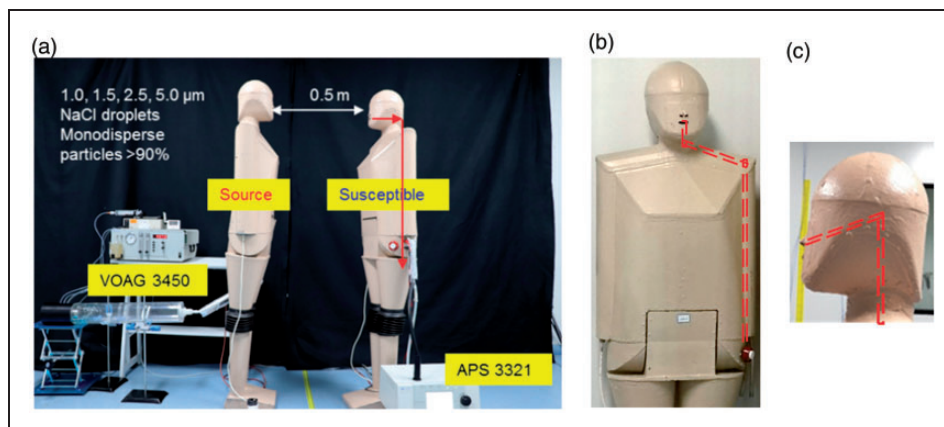 (a)
1.0, 1.5, 2.5, 5.0 µm
NaCl droplets
Monodisperse
particles >90%
0.5 m
Source
Susceptible
VOAG 3450
APS 3321
(b)
(c)